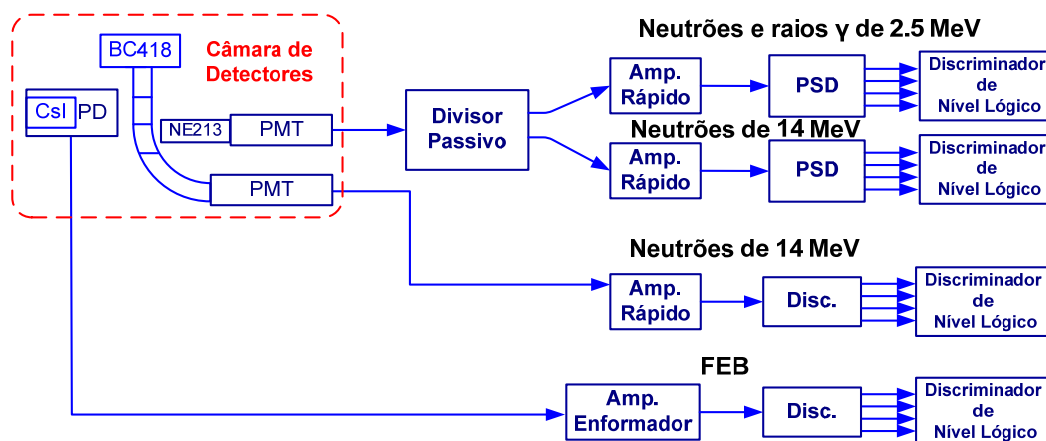 Neutrões e raios γ de 2.5 MeV
BC418
Câmara de
Detectores
CsI
PD
NE213
PMT
Divisor
Passivo
Amp.
Rápido
PSD
Discriminador
de
Nível Lógico
Neutrões de 14 MeV
Amp.
Rápido
PSD
Discriminador
de
Nível Lógico
PMT
Neutrões de 14 MeV
Amp.
Rápido
Disc.
Discriminador
de
Nível Lógico
FEB
Amp.
Enformador
Disc.
Discriminador
de
Nível Lógico